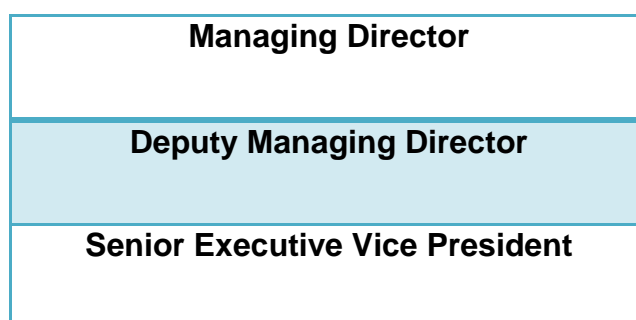 Managing Director
Deputy Managing Director
Senior Executive Vice President